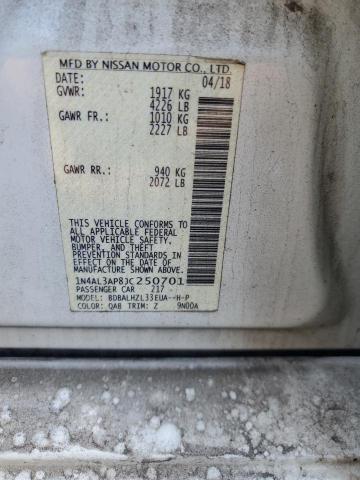 MFD BY NISSAN MOTOR CO., LTD.
DATE: 04/18
GVWR: 1917 KG
4226 LB
GAWR FR: 1010 KG
2227 LB
GAWR RR: 940 KG
2072 LB
THIS VEHICLE CONFORMS TO
ALL APPLICABLE FEDERAL
MOTOR VEHICLE SAFETY,
BUMPER, AND THEFT
PREVENTION STANDARDS
IN EFFECT ON THE DATE OF
MANUFACTURE SHOWN ABOVE.
1N4AL3AP8JC250701
PASSENGER CAR 217
MODEL: BDBALHZL33EUA--H-P
COLOR: QAB TRIM: Z 9N00A